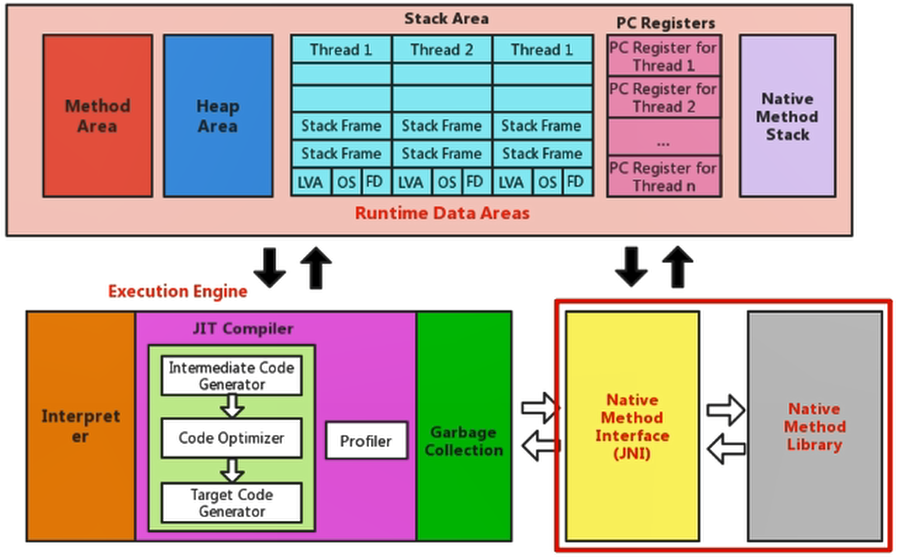 Stack Area
PC Registers
Method
Area
Heap
Area
Thread 1
Thread 2
Thread 1
Stack Frame
Stack Frame
Stack Frame
Stack Frame
Stack Frame
Stack Frame
LVA
OS
FD
LVA
OS
FD
LVA
OS
FD
PC Register for
Thread 1
PC Register for
Thread 2
...
PC Register for
Thread n
Native
Method
Stack
Runtime Data Areas
Execution Engine
Interpret
er
JIT Compiler
Intermediate Code
Generator
Code Optimizer
Target Code
Generator
Profiler
Garbage
Collection
Native
Method
Interface
(JNI)
Native
Method
Library